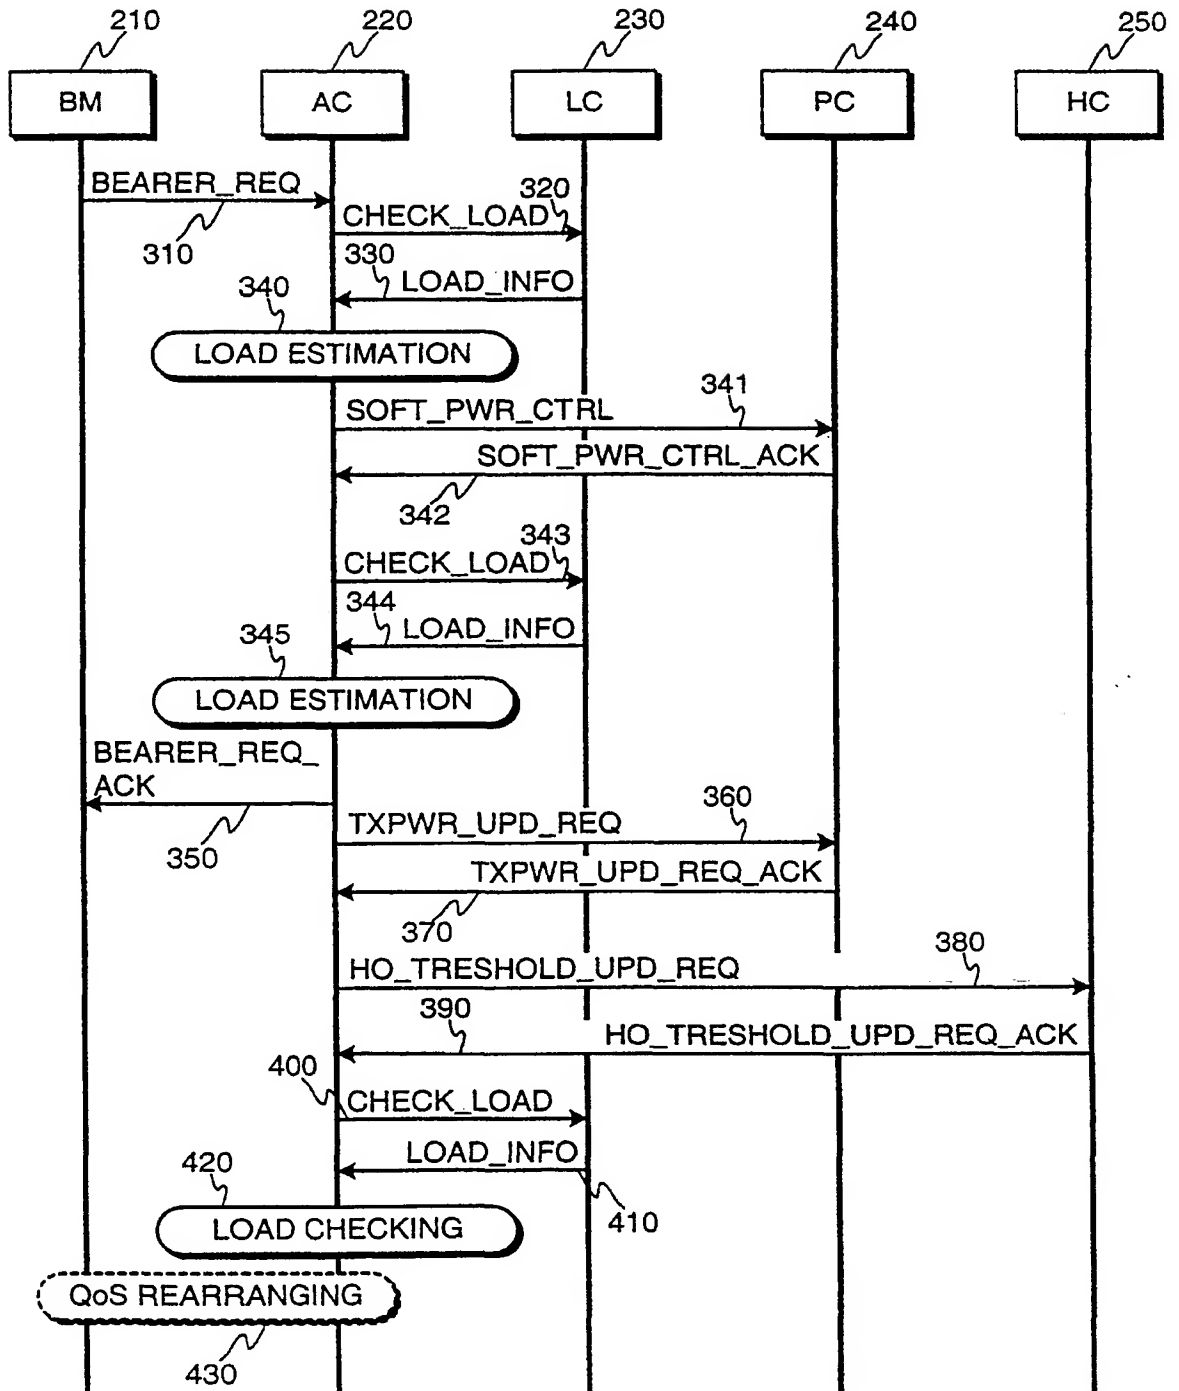 210 220 230 240 250
BM AC LC PC HC
BEARER_REQ
310
320
CHECK_LOAD
330
LOAD_INFO
340
LOAD ESTIMATION
341
SOFT_PWR_CTRL
SOFT_PWR_CTRL_ACK
342
343
CHECK_LOAD
344
LOAD_INFO
345
LOAD ESTIMATION
BEARER_REQ_
ACK
350
360
TXPWR_UPD_REQ
TXPWR_UPD_REQ_ACK
370
380
HO_TRESHOLD_UPD_REQ
390
HO_TRESHOLD_UPD_REQ_ACK
400
CHECK_LOAD
LOAD_INFO
410
420
LOAD CHECKING
QoS REARRANGING
430